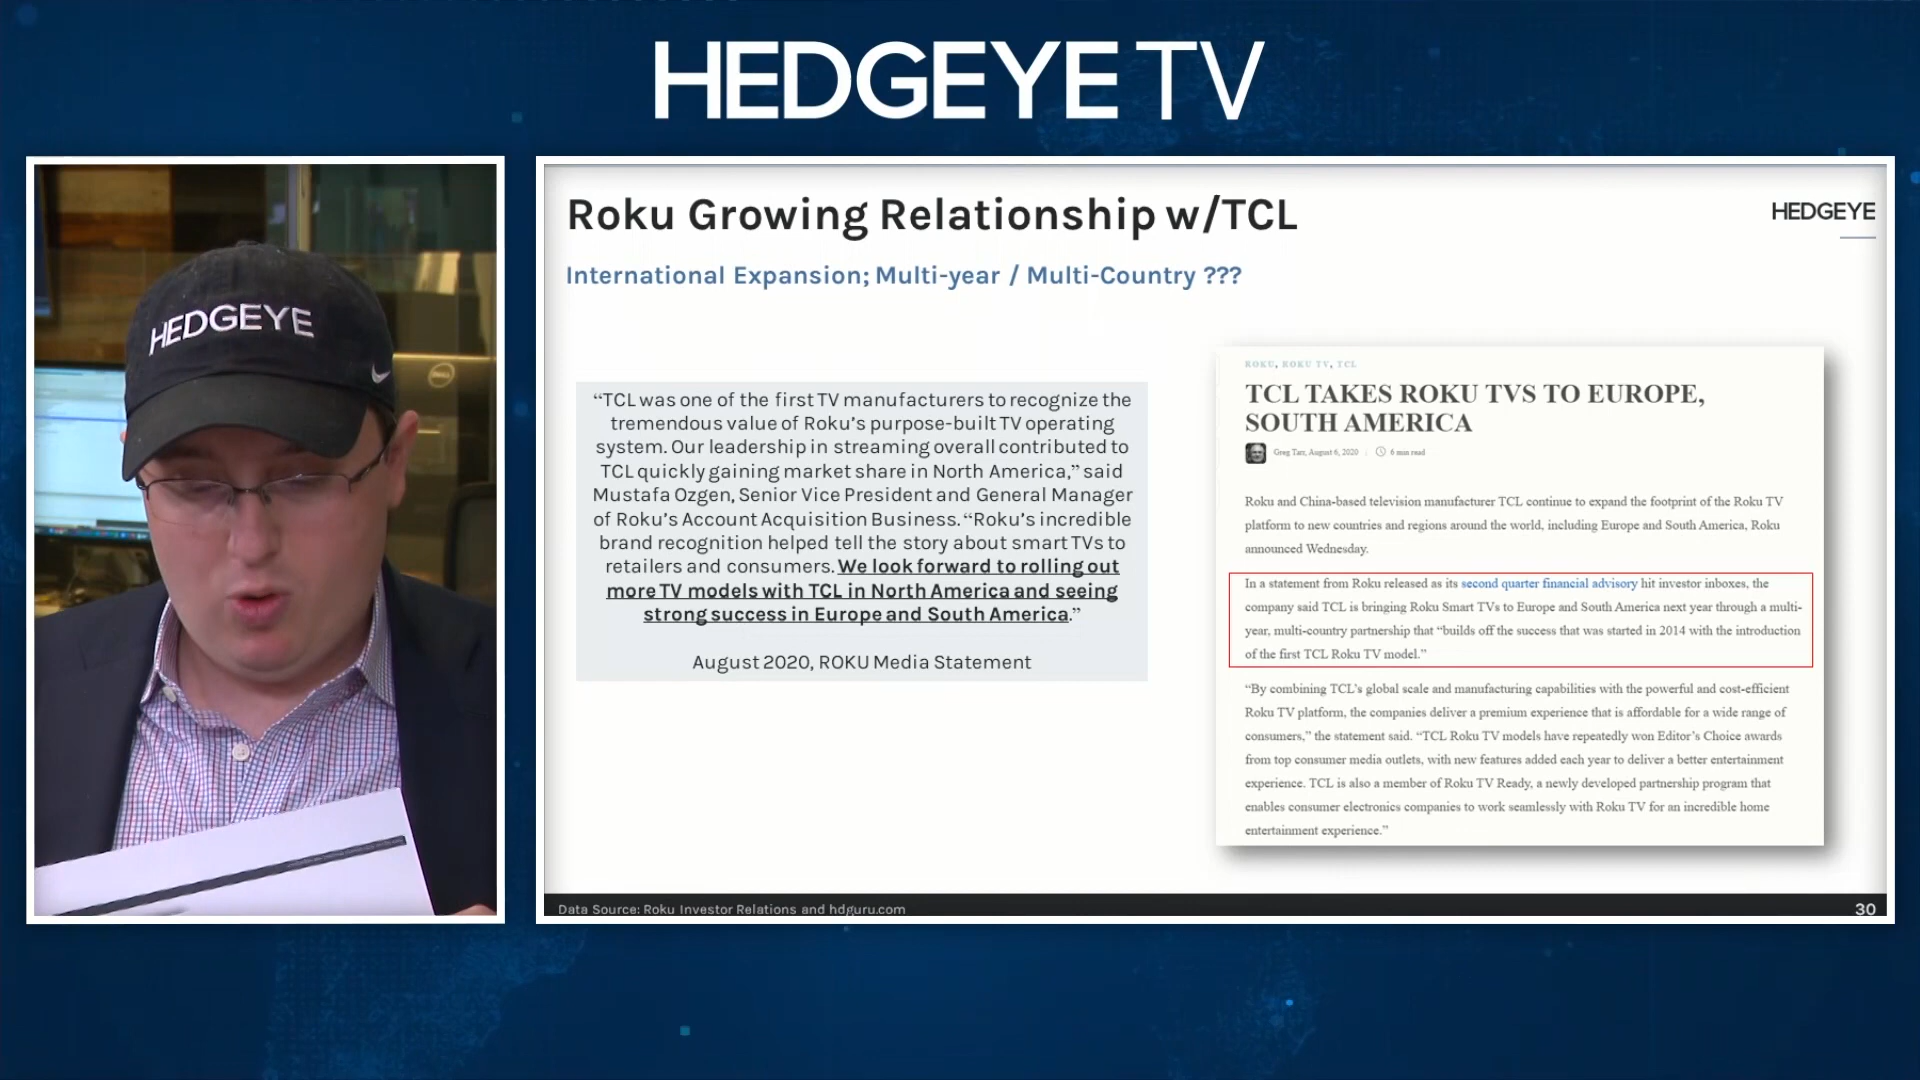 HEDGEYE TV
HEDGEYE
DELL
Roku Growing Relationship w/TCL
HEDGEYE
International Expansion; Multi-year / Multi-Country ???
“TCL was one of the first TV manufacturers to recognize the
tremendous value of Roku’s purpose-built TV operating
system. Our leadership in streaming overall contributed to
TCL quickly gaining market share in North America,” said
Mustafa Ozgen, Senior Vice President and General Manager
of Roku’s Account Acquisition Business. “Roku’s incredible
brand recognition helped tell the story about smart TVs to
retailers and consumers. We look forward to rolling out
more TV models with TCL in North America and seeing
strong success in Europe and South America.”
August 2020, ROKU Media Statement
ROKU, ROKU TV, TCL
TCL TAKES ROKU TVS TO EUROPE,
SOUTH AMERICA
Greg Tarr, August 6, 2020 | 6 min read
Roku and China-based television manufacturer TCL continue to expand the footprint of the Roku TV
platform to new countries and regions around the world, including Europe and South America, Roku
announced Wednesday.
In a statement from Roku released as its second quarter financial advisory hit investor inboxes, the
company said TCL is bringing Roku Smart TVs to Europe and South America next year through a multi-
year, multi-country partnership that “builds off the success that was started in 2014 with the introduction
of the first TCL Roku TV model.”
“By combining TCL’s global scale and manufacturing capabilities with the powerful and cost-efficient
Roku TV platform, the companies deliver a premium experience that is affordable for a wide range of
consumers,” the statement said. “TCL Roku TV models have repeatedly won Editor’s Choice awards
from top consumer media outlets, with new features added each year to deliver a better entertainment
experience. TCL is also a member of Roku TV Ready, a newly developed partnership program that
enables consumer electronics companies to work seamlessly with Roku TV for an incredible home
entertainment experience.”
Data Source: Roku Investor Relations and hdguru.com
30